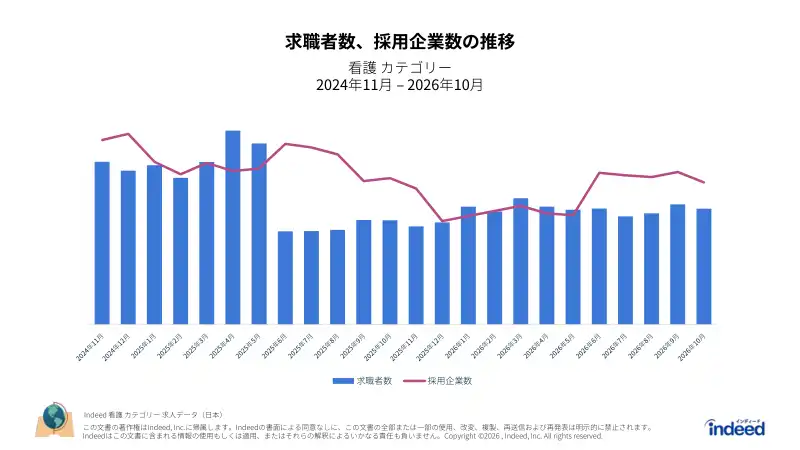 求職者数、採用企業数の推移
看護 カテゴリー
2024年11月 – 2026年10月
2024年11月
2024年12月
2025年1月
2025年2月
2025年3月
2025年4月
2025年5月
2025年6月
2025年7月
2025年8月
2025年9月
2025年10月
2025年11月
2025年12月
2026年1月
2026年2月
2026年3月
2026年4月
2026年5月
2026年6月
2026年7月
2026年8月
2026年9月
2026年10月
求職者数 採用企業数
Indeed 看護 カテゴリー 求人データ（日本）
この文書の著作権はIndeed, Inc.に帰属します。Indeedの書面による同意なしに、この文書の全部または一部の使用、改変、複製、再送信および再発表は明示的に禁止されます。
Indeedはこの文書に含まれる情報の使用もしくは適用、またはそれらの解釈によるいかなる責任も負いません。Copyright ©2026 , Indeed, Inc. All rights reserved.
インディード
indeed